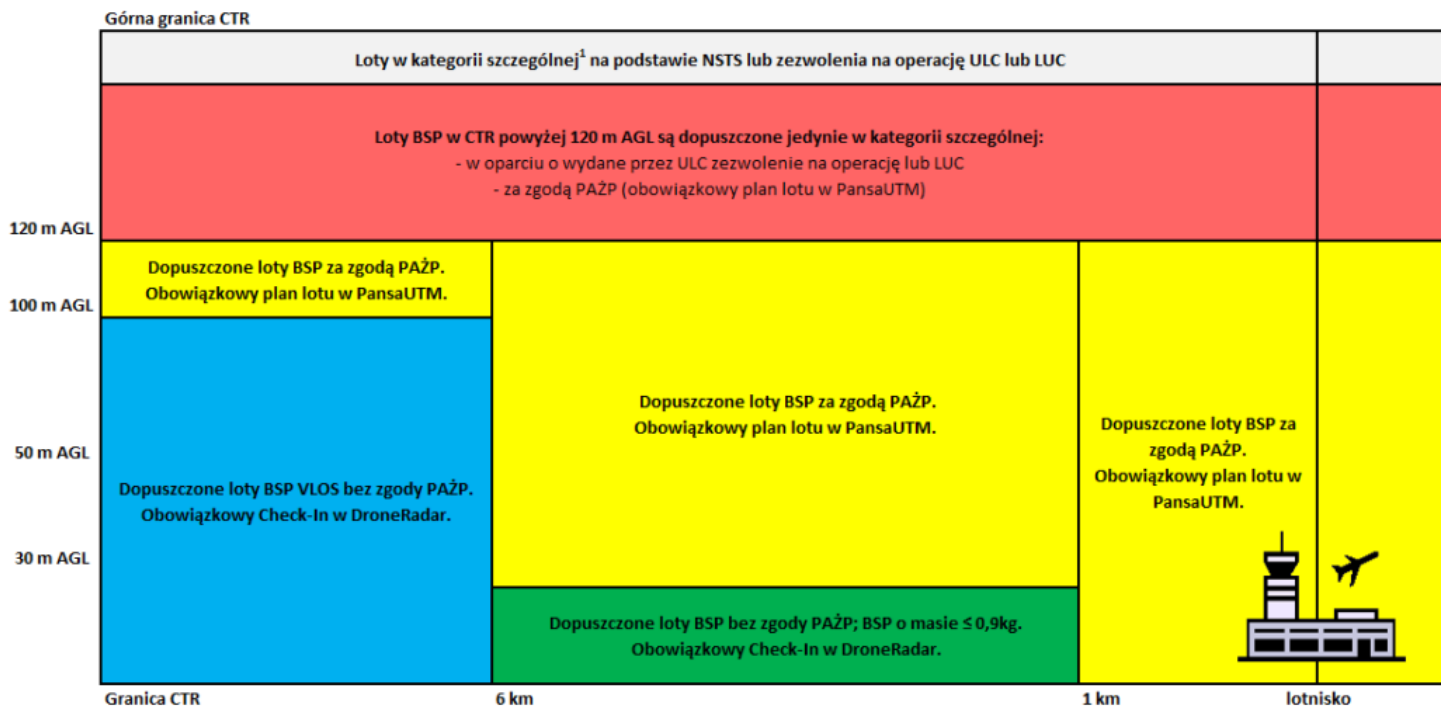 Górna granica CTR
Loty w kategorii szczególnej¹ na podstawie NSTS lub zezwolenia na operację ULC lub LUC
Loty BSP w CTR powyżej 120 m AGL są dopuszczone jedynie w kategorii szczególnej:
- w oparciu o wydane przez ULC zezwolenie na operację lub LUC
- za zgodą PAŻP (obowiązkowy plan lotu w PansaUTM)
120 m AGL
Dopuszczone loty BSP za zgodą PAŻP.
Obowiązkowy plan lotu w PansaUTM.
100 m AGL
Dopuszczone loty BSP za zgodą PAŻP.
Obowiązkowy plan lotu w PansaUTM.
Dopuszczone loty BSP za
zgodą PAŻP.
Obowiązkowy plan lotu w
PansaUTM.
50 m AGL
Dopuszczone loty BSP VLOS bez zgody PAŻP.
Obowiązkowy Check-In w DroneRadar.
30 m AGL
Dopuszczone loty BSP bez zgody PAŻP; BSP o masie ≤ 0,9kg.
Obowiązkowy Check-In w DroneRadar.
Granica CTR
6 km
1 km
lotnisko